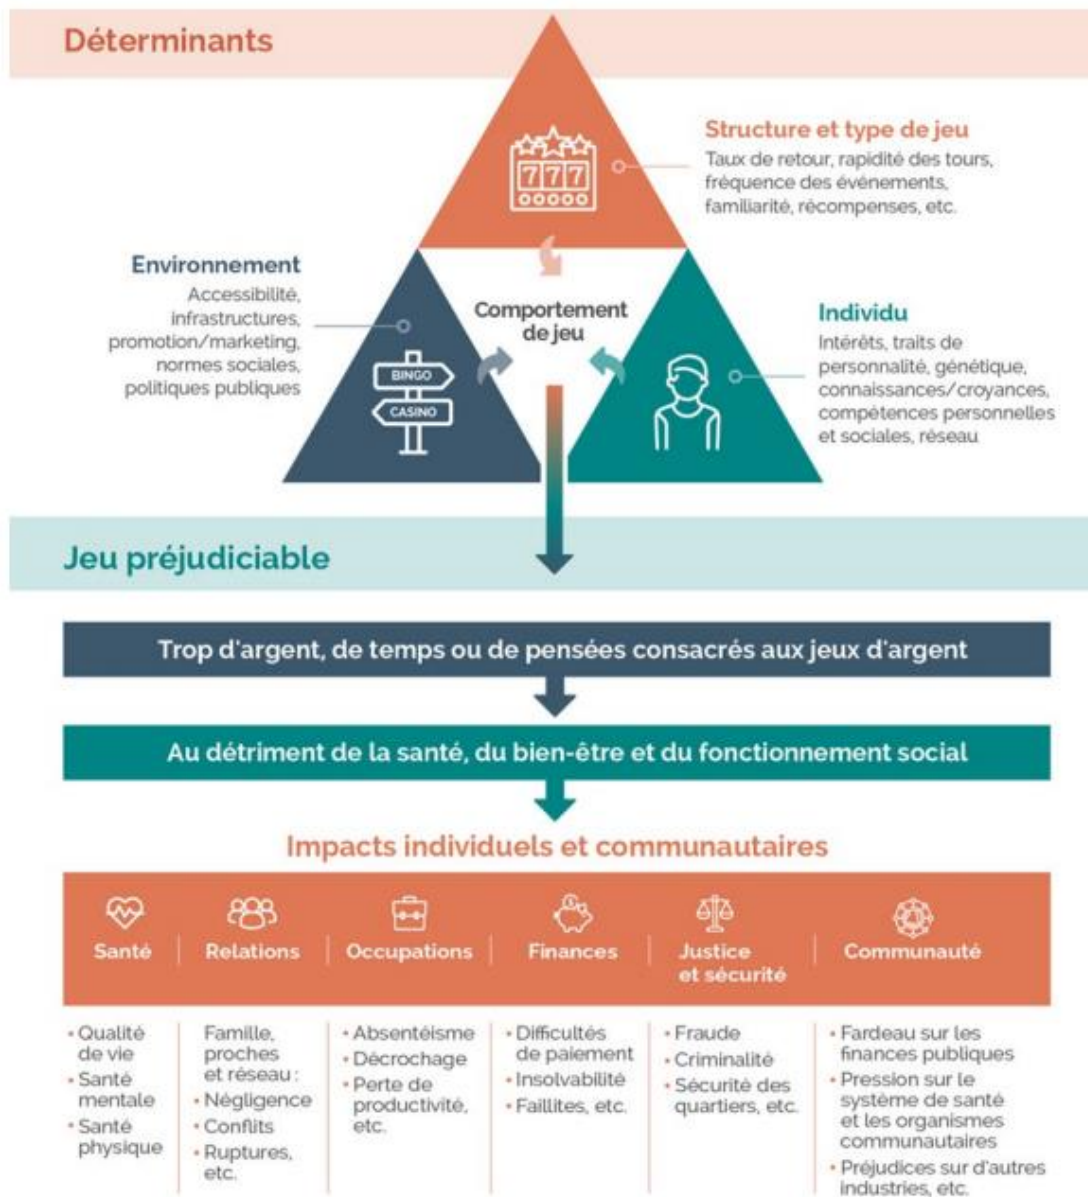 Déterminants
Structure et type de jeu
Taux de retour, rapidité des tours,
fréquence des événements,
familiarité, récompenses, etc.
777
Environnement
Accessibilité,
infrastructures,
promotion/marketing,
normes sociales,
politiques publiques
BINGO
CASINO
Comportement
de jeu
Individu
Intérêts, traits de
personnalité, génétique,
connaissances/croyances,
compétences personnelles
et sociales, réseau
Jeu préjudiciable
Trop d'argent, de temps ou de pensées consacrés aux jeux d'argent
Au détriment de la santé, du bien-être et du fonctionnement social
Impacts individuels et communautaires
Santé
• Qualité
de vie
• Santé
mentale
• Santé
physique
Relations
Famille,
proches
et réseau :
• Négligence
• Conflits
• Ruptures,
etc.
Occupations
• Absentéisme
• Décrochage
• Perte de
productivité,
etc.
Finances
• Difficultés
de paiement
• Insolvabilité
• Faillites, etc.
Justice
et sécurité
• Fraude
• Criminalité
• Sécurité des
quartiers, etc.
Communauté
• Fardeau sur les
finances publiques
• Pression sur le
système de santé
et les organismes
communautaires
• Préjudices sur d'autres
industries, etc.